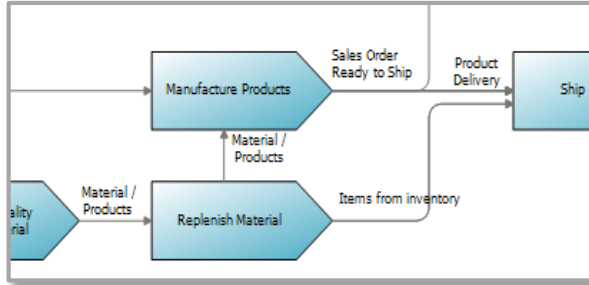 Sales Order
Ready to Ship
Product
Delivery
Manufacture Products
Ship
Material /
Products
Material /
Products
Items from inventory
Replenish Material